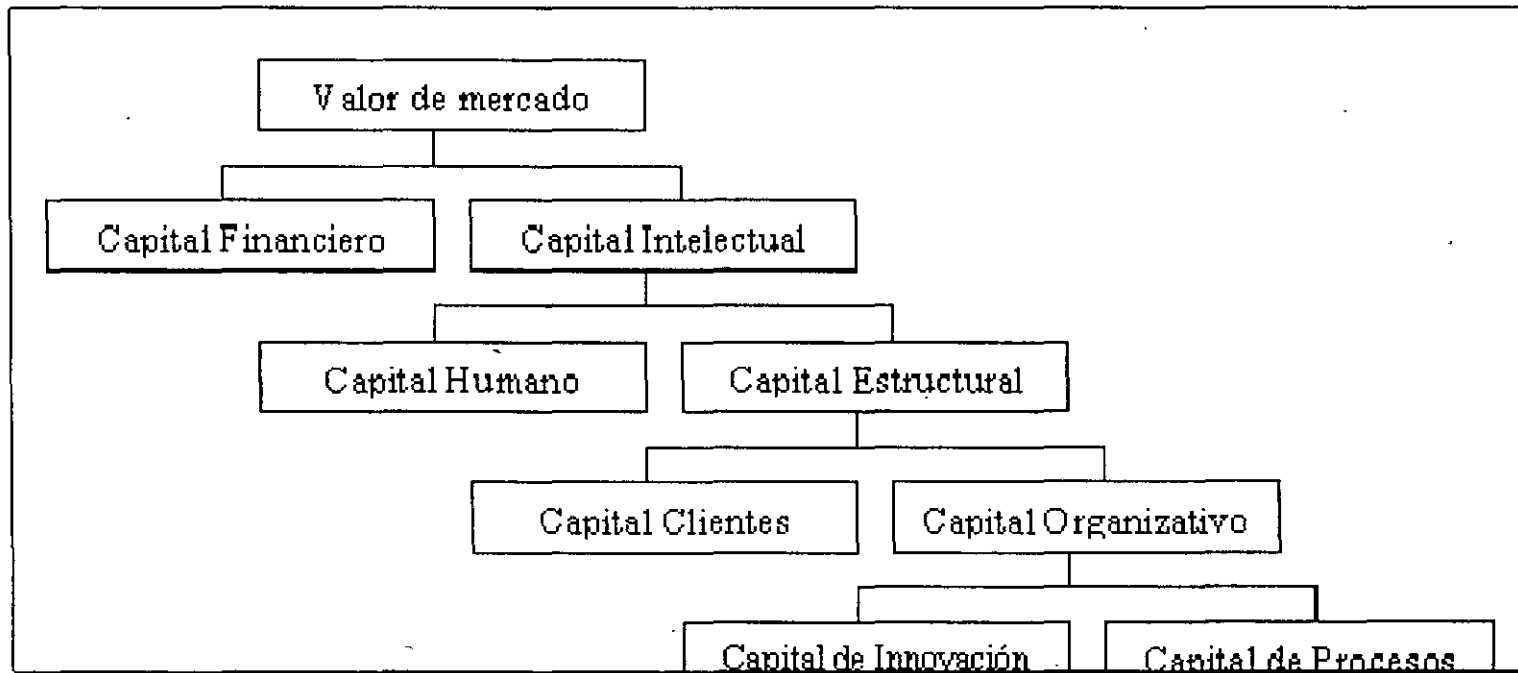 Valor de mercado
Capital Financiero
Capital Intelectual
Capital Humano
Capital Estructural
Capital Clientes
Capital Organizativo
Capital de Innovación
Capital de Procesos